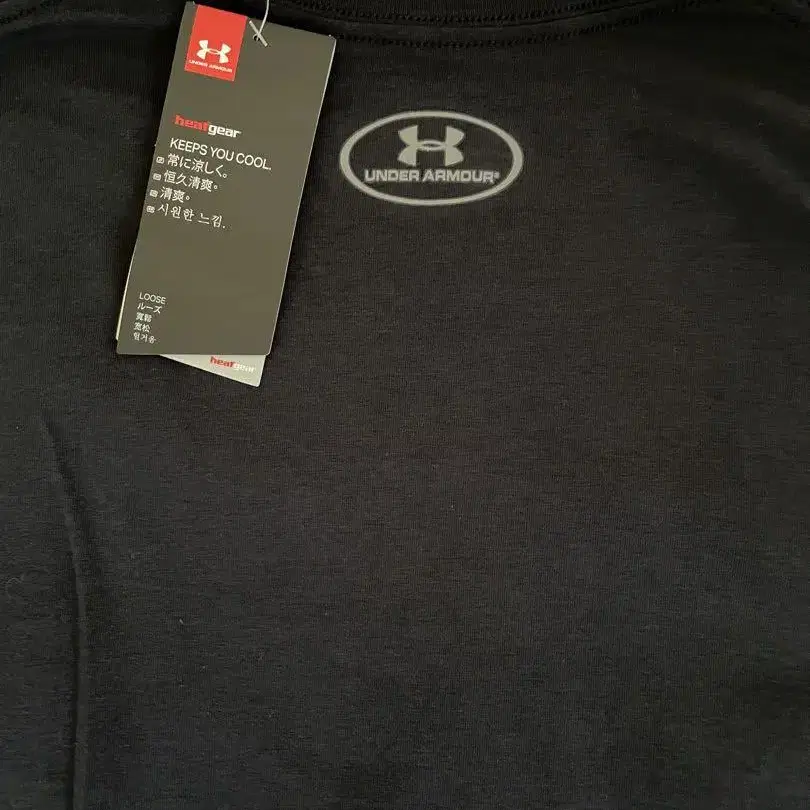 UNDER ARMOUR
heatgear
KEEPS YOU COOL.
常に涼しく。
恒久清爽。
清爽。
시원한 느낌.
LOOSE
ルーズ
寬鬆
宽松
헐거움
heatgear
UNDER ARMOUR®